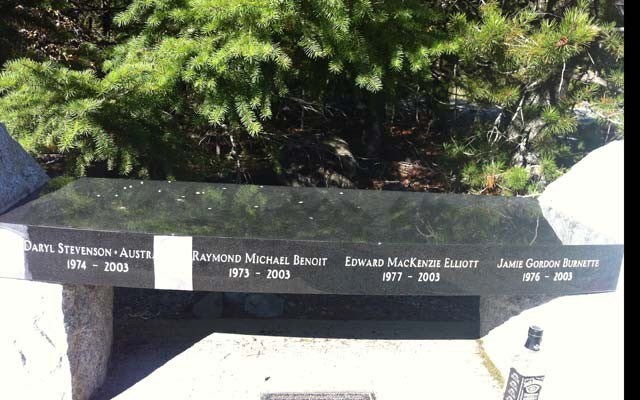 DARYL STEVENSON • AUSTRA
1974 - 2003
RAYMOND MICHAEL BENOIT
1973 - 2003
EDWARD MACKENZIE ELLIOTT
1977 - 2003
JAMIE GORDON BURNETTE
1976 - 2003